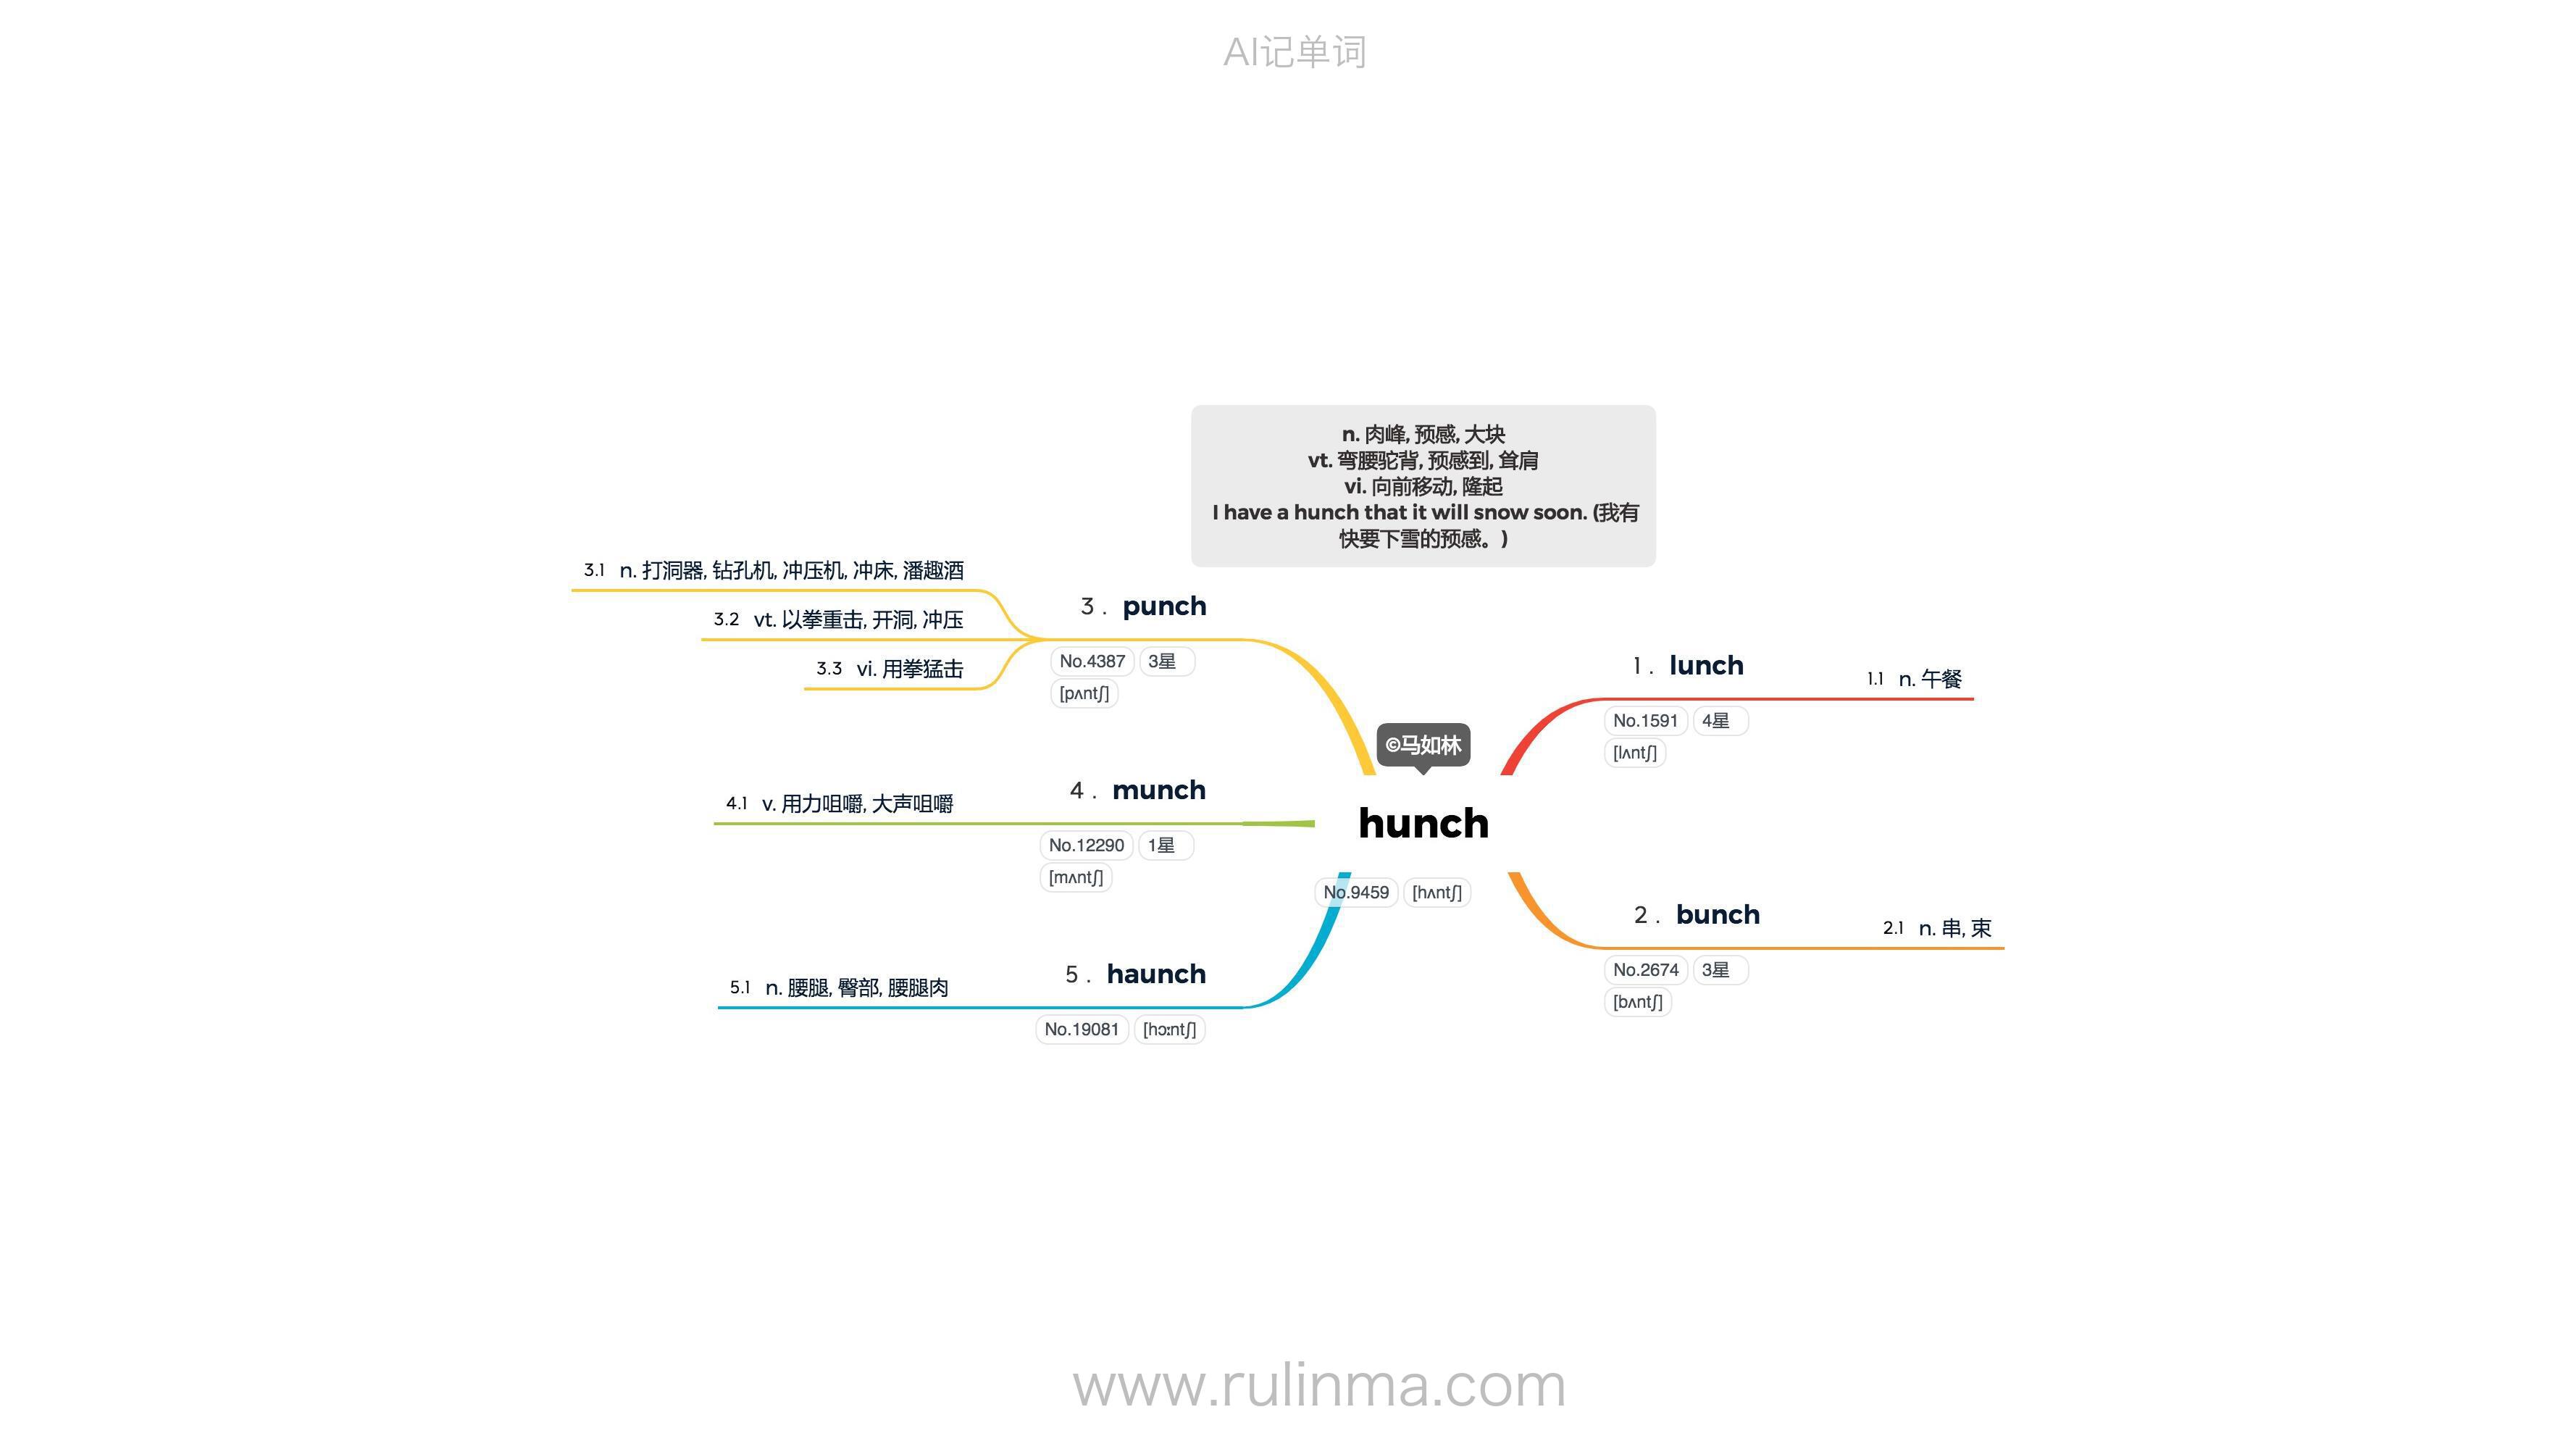 AI记单词
n. 肉峰, 预感, 大块
vt. 弯腰驼背, 预感到, 耸肩
vi. 向前移动, 隆起
I have a hunch that it will snow soon. (我有
快要下雪的预感。)
©马如林
hunch
No.9459 [hʌntʃ]
1 . lunch
No.1591 4星
[lʌntʃ]
1.1 n. 午餐
2 . bunch
No.2674 3星
[bʌntʃ]
2.1 n. 串, 束
3 . punch
No.4387 3星
[pʌntʃ]
3.1 n. 打洞器, 钻孔机, 冲压机, 冲床, 潘趣酒
3.2 vt. 以拳重击, 开洞, 冲压
3.3 vi. 用拳猛击
4 . munch
No.12290 1星
[mʌntʃ]
4.1 v. 用力咀嚼, 大声咀嚼
5 . haunch
No.19081 [hɔ:ntʃ]
5.1 n. 腰腿, 臀部, 腰腿肉
www.rulinma.com